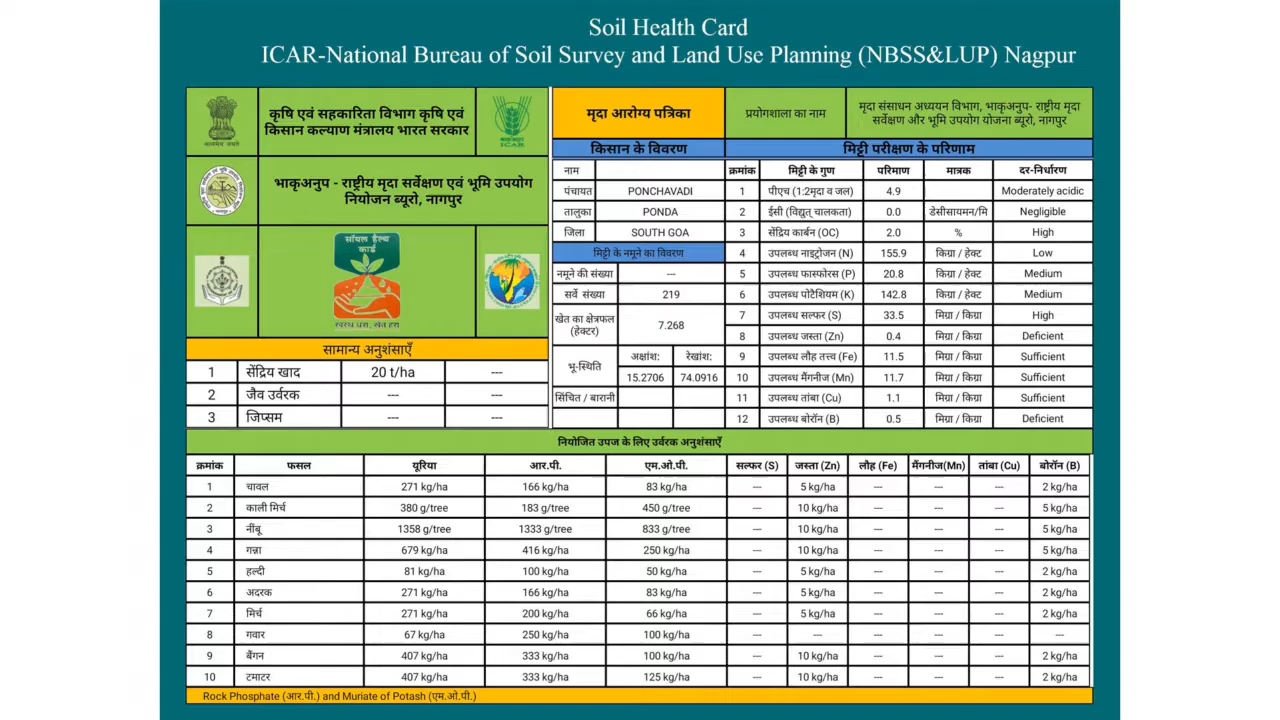 Soil Health Card
ICAR-National Bureau of Soil Survey and Land Use Planning (NBSS&LUP) Nagpur
कृषि एवं सहकारिता विभाग कृषि एवं
किसान कल्याण मंत्रालय भारत सरकार
ICAR
भाकृअनुप - राष्ट्रीय मृदा सर्वेक्षण एवं भूमि उपयोग
नियोजन ब्यूरो, नागपुर
सॉयल हैल्थ
कार्ड
स्वस्थ धरा, खेत हरा
सामान्य अनुशंसाएँ
1 सेंद्रिय खाद 20 t/ha ---
2 जैव उर्वरक --- ---
3 जिप्सम --- ---
मृदा आरोग्य पत्रिका
प्रयोगशाला का नाम
मृदा संसाधन अध्ययन विभाग, भाकृअनुप- राष्ट्रीय मृदा
सर्वेक्षण और भूमि उपयोग योजना ब्यूरो, नागपुर
किसान के विवरण
नाम
पंचायत PONCHAVADI
तालुका PONDA
जिला SOUTH GOA
मिट्टी के नमूने का विवरण
नमूने की संख्या ---
सर्वे संख्या 219
खेत का क्षेत्रफल
(हेक्टर) 7.268
भू-स्थिति अक्षांश: रेखांश:
15.2706 74.0916
सिंचित / बारानी
मिट्टी परीक्षण के परिणाम
क्रमांक मिट्टी के गुण परिमाण मात्रक दर-निर्धारण
1 पीएच (1:2मृदा व जल) 4.9 Moderately acidic
2 ईसी (विद्युत् चालकता) 0.0 डेसीसायमन/मि Negligible
3 सेंद्रिय कार्बन (OC) 2.0 % High
4 उपलब्ध नाइट्रोजन (N) 155.9 किग्रा / हेक्ट Low
5 उपलब्ध फास्फोरस (P) 20.8 किग्रा / हेक्ट Medium
6 उपलब्ध पोटैशियम (K) 142.8 किग्रा / हेक्ट Medium
7 उपलब्ध सल्फर (S) 33.5 मिग्रा / किग्रा High
8 उपलब्ध जस्ता (Zn) 0.4 मिग्रा / किग्रा Deficient
9 उपलब्ध लौह तत्त्व (Fe) 11.5 मिग्रा / किग्रा Sufficient
10 उपलब्ध मैंगनीज (Mn) 11.7 मिग्रा / किग्रा Sufficient
11 उपलब्ध तांबा (Cu) 1.1 मिग्रा / किग्रा Sufficient
12 उपलब्ध बोरॉन (B) 0.5 मिग्रा / किग्रा Deficient
नियोजित उपज के लिए उर्वरक अनुशंसाएँ
क्रमांक फसल यूरिया आर.पी. एम.ओ.पी. सल्फर (S) जस्ता (Zn) लौह (Fe) मैंगनीज(Mn) तांबा (Cu) बोरॉन (B)
1 चावल 271 kg/ha 166 kg/ha 83 kg/ha --- 5 kg/ha --- --- --- 2 kg/ha
2 काली मिर्च 380 g/tree 183 g/tree 450 g/tree --- 10 kg/ha --- --- --- 5 kg/ha
3 नींबू 1358 g/tree 1333 g/tree 833 g/tree --- 10 kg/ha --- --- --- 5 kg/ha
4 गन्ना 679 kg/ha 416 kg/ha 250 kg/ha --- 10 kg/ha --- --- --- 5 kg/ha
5 हल्दी 81 kg/ha 100 kg/ha 50 kg/ha --- 5 kg/ha --- --- --- 2 kg/ha
6 अदरक 271 kg/ha 166 kg/ha 83 kg/ha --- 5 kg/ha --- --- --- 2 kg/ha
7 मिर्च 271 kg/ha 200 kg/ha 66 kg/ha --- 5 kg/ha --- --- --- 2 kg/ha
8 गवार 67 kg/ha 250 kg/ha 100 kg/ha --- --- --- --- --- ---
9 बैंगन 407 kg/ha 333 kg/ha 100 kg/ha --- 10 kg/ha --- --- --- 2 kg/ha
10 टमाटर 407 kg/ha 333 kg/ha 125 kg/ha --- 10 kg/ha --- --- --- 2 kg/ha
Rock Phosphate (आर.पी.) and Muriate of Potash (एम.ओ.पी.)